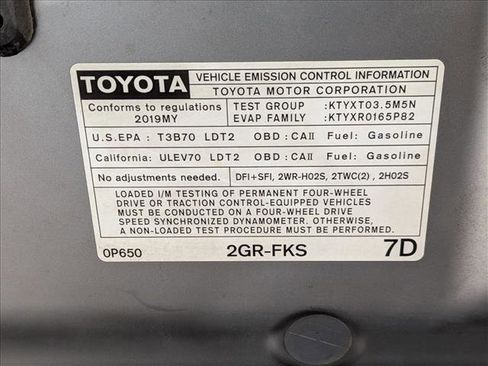 TOYOTA
VEHICLE EMISSION CONTROL INFORMATION
TOYOTA MOTOR CORPORATION
Conforms to regulations
2019MY
TEST GROUP :KTYXT03.5M5N
EVAP FAMILY :KTYXR0165P82
U.S.EPA : T3B70 LDT2 OBD : CAII Fuel: Gasoline
California: ULEV70 LDT2 OBD : CAII Fuel: Gasoline
No adjustments needed. DFI+SFI, 2WR-HO2S, 2TWC(2), 2HO2S
LOADED I/M TESTING OF PERMANENT FOUR-WHEEL
DRIVE OR TRACTION CONTROL-EQUIPPED VEHICLES
MUST BE CONDUCTED ON A FOUR-WHEEL DRIVE
SPEED SYNCHRONIZED DYNAMOMETER. OTHERWISE,
A NON-LOADED TEST PROCEDURE MUST BE CONDUCTED.
0P650 2GR-FKS 7D